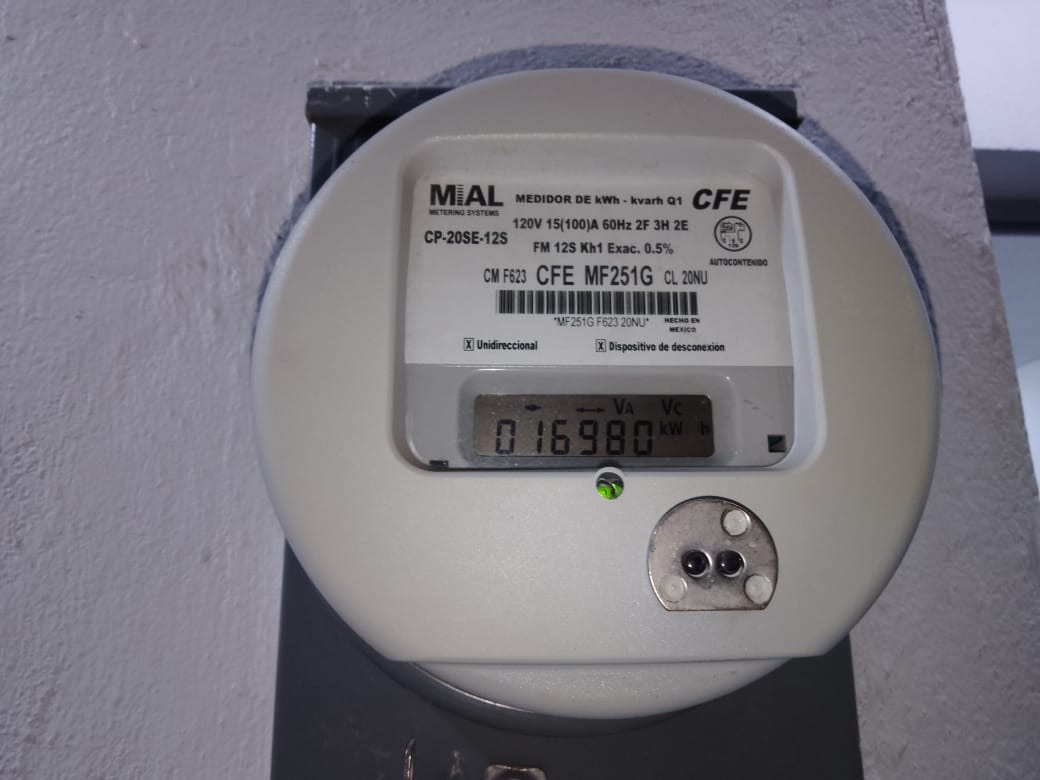 MIAL
METERING SYSTEMS
MEDIDOR DE kWh - kvarh Q1
CFE
120V 15(100)A 60Hz 2F 3H 2E
CP-20SE-12S
FM 12S Kh1 Exac. 0.5%
AUTOCONTENIDO
CM F623 CFE MF251G CL 20NU
*MF251G F623 20NU*
HECHO EN
MEXICO
X Unidireccional
X Dispositivo de desconexión
VA VC
016980 kW h